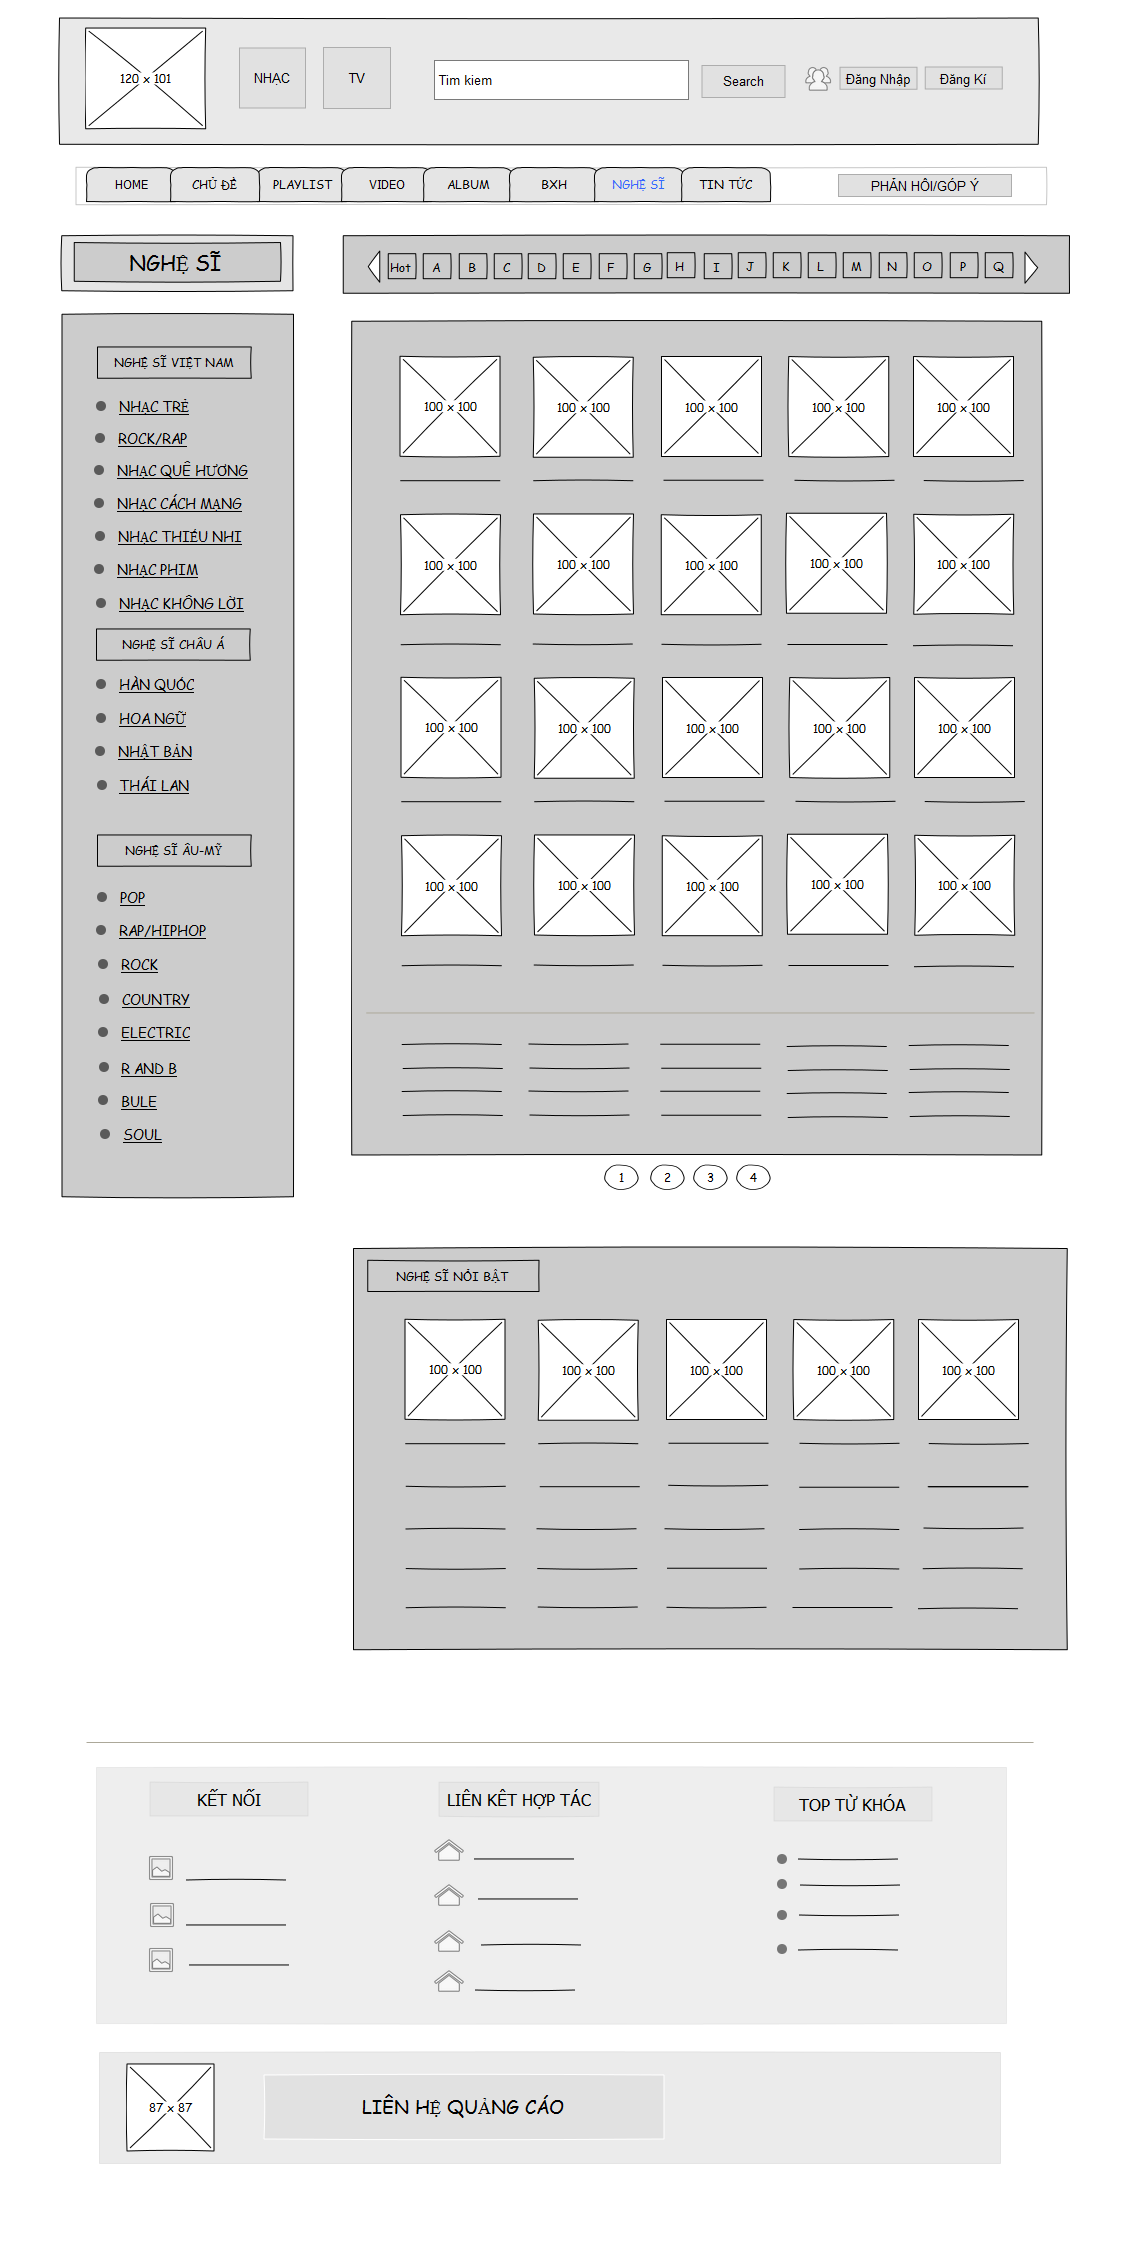 120 x 101
NHẠC
TV
Tim kiem
Search
Đăng Nhập
Đăng Kí
HOME
CHỦ ĐỀ
PLAYLIST
VIDEO
ALBUM
BXH
NGHỆ SĨ
TIN TỨC
PHẢN HỒI/GÓP Ý
NGHỆ SĨ
Hot A B C D E F G H I J K L M N O P Q
NGHỆ SĨ VIỆT NAM
NHẠC TRẺ
ROCK/RAP
NHẠC QUÊ HƯƠNG
NHẠC CÁCH MẠNG
NHẠC THIẾU NHI
NHẠC PHIM
NHẠC KHÔNG LỜI
NGHỆ SĨ CHÂU Á
HÀN QUỐC
HOA NGỮ
NHẬT BẢN
THÁI LAN
NGHỆ SĨ ÂU-MỸ
POP
RAP/HIPHOP
ROCK
COUNTRY
ELECTRIC
R AND B
BULE
SOUL
100 x 100 100 x 100 100 x 100 100 x 100 100 x 100
100 x 100 100 x 100 100 x 100 100 x 100 100 x 100
100 x 100 100 x 100 100 x 100 100 x 100 100 x 100
100 x 100 100 x 100 100 x 100 100 x 100 100 x 100
1 2 3 4
NGHỆ SĨ NỔI BẬT
100 x 100 100 x 100 100 x 100 100 x 100 100 x 100
KẾT NỐI
LIÊN KÊT HỢP TÁC
TOP TỪ KHÓA
87 x 87
LIÊN HỆ QUẢNG CÁO